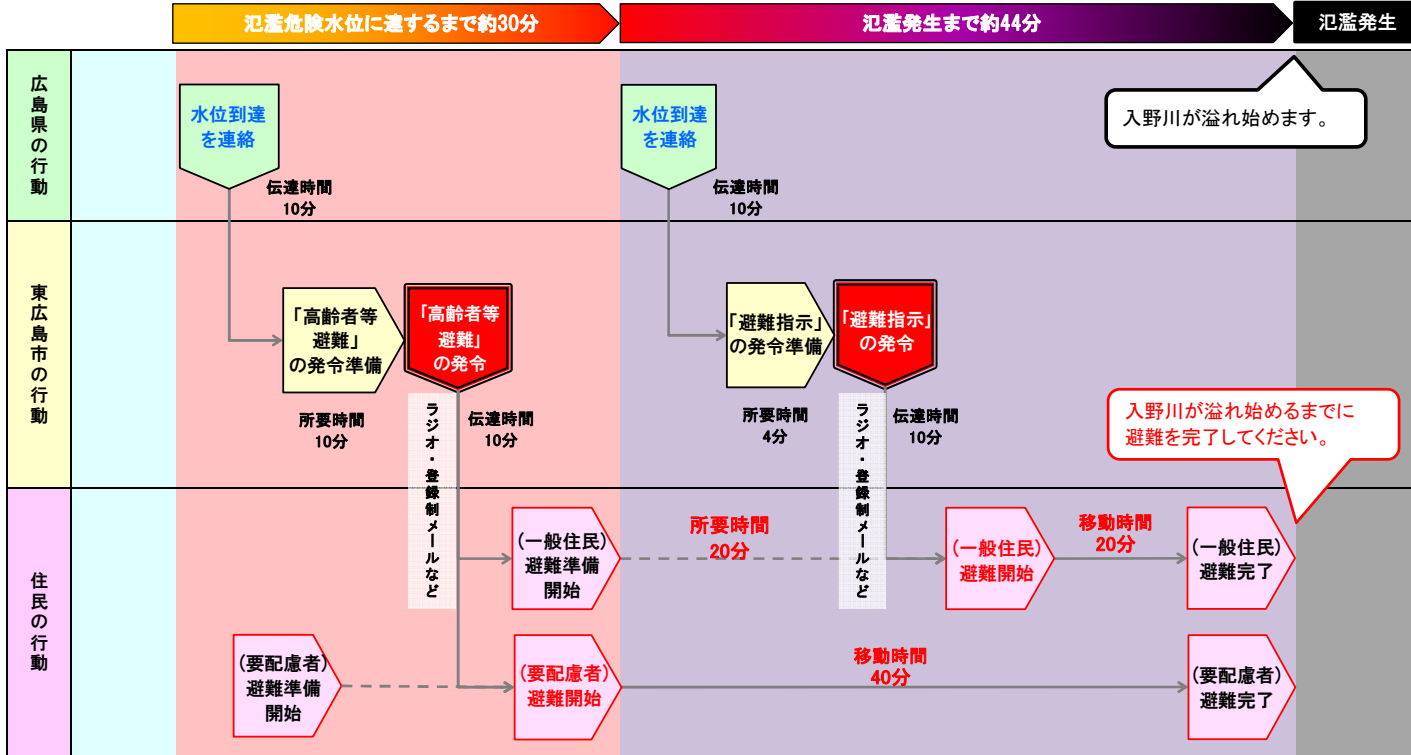 氾濫危険水位に達するまで約30分
氾濫発生まで約44分
氾濫発生
広島県の行動
水位到達
を連絡
伝達時間
10分
水位到達
を連絡
伝達時間
10分
入野川が溢れ始めます。
東広島市の行動
「高齢者等
避難」
の発令準備
所要時間
10分
「高齢者等
避難」
の発令
伝達時間
10分
ラジオ・登録制メールなど
「避難指示」
の発令準備
所要時間
4分
「避難指示」
の発令
伝達時間
10分
ラジオ・登録制メールなど
入野川が溢れ始めるまでに
避難を完了してください。
住民の行動
(一般住民)
避難準備
開始
所要時間
20分
(一般住民)
避難開始
移動時間
20分
(一般住民)
避難完了
(要配慮者)
避難準備
開始
(要配慮者)
避難開始
移動時間
40分
(要配慮者)
避難完了